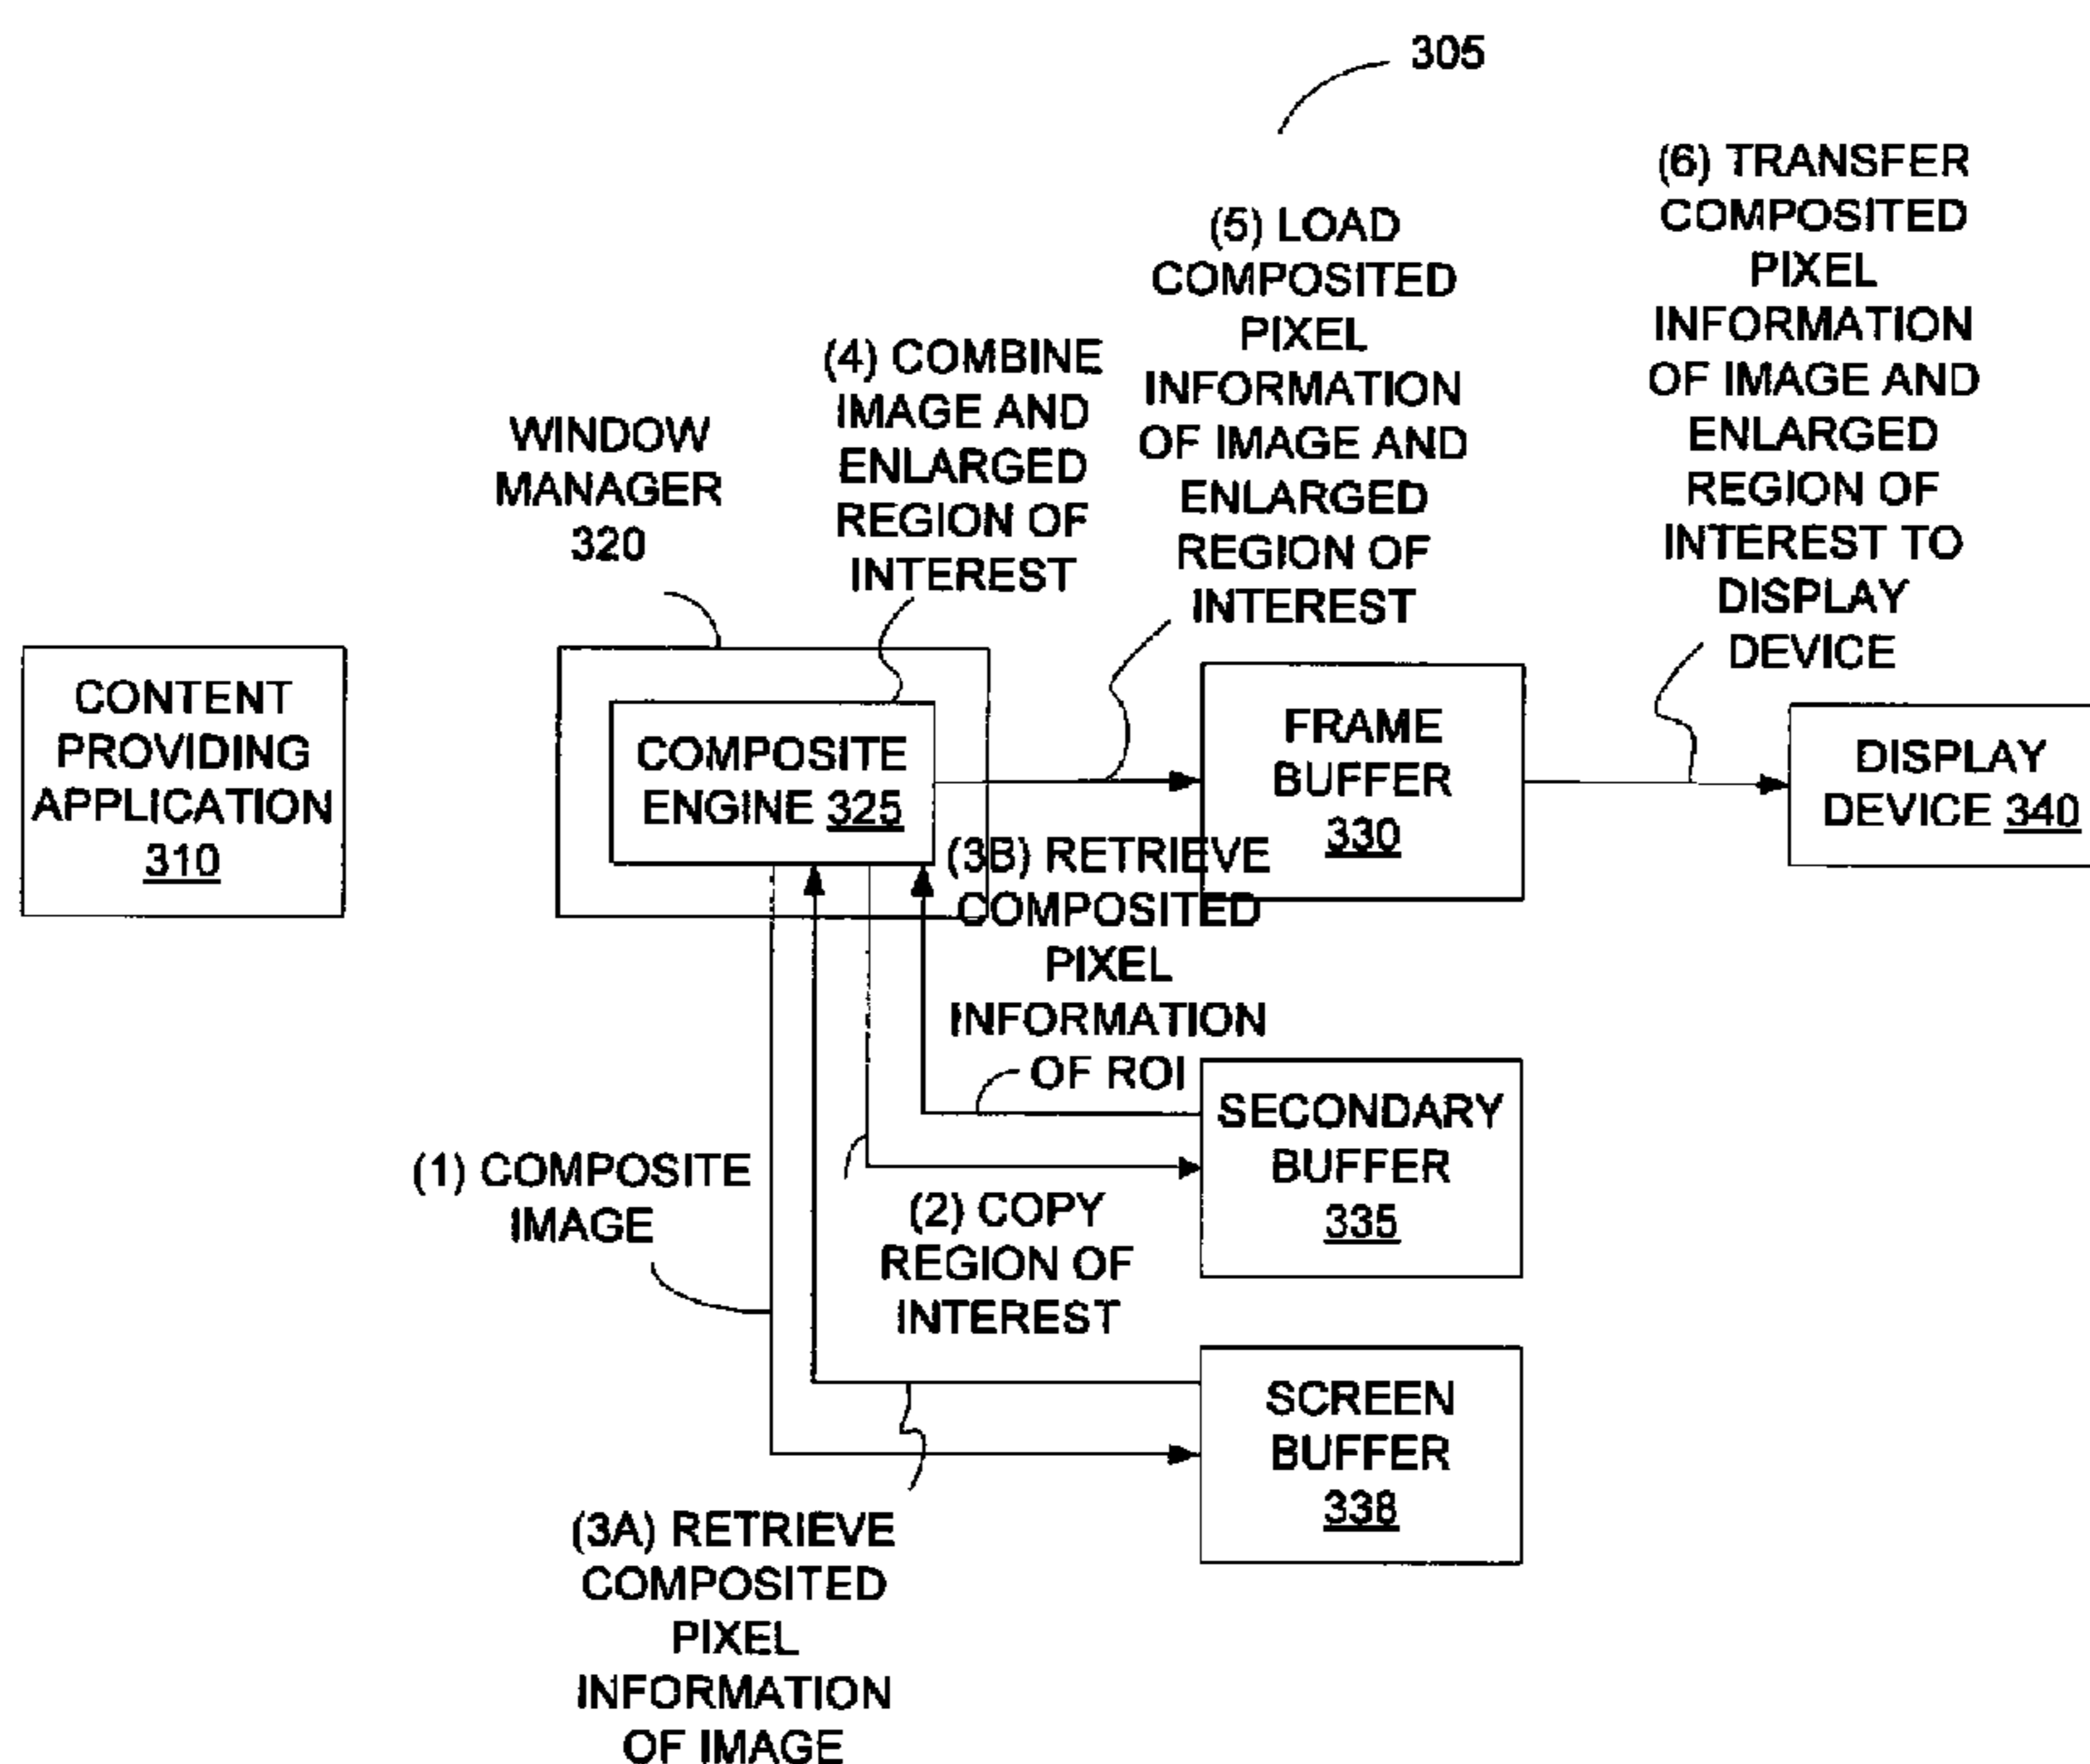 305
(6) TRANSFER
COMPOSITED
PIXEL
INFORMATION
OF IMAGE AND
ENLARGED
REGION OF
INTEREST TO
DISPLAY
DEVICE
(5) LOAD
COMPOSITED
PIXEL
INFORMATION
OF IMAGE AND
ENLARGED
REGION OF
INTEREST
(4) COMBINE
IMAGE AND
ENLARGED
REGION OF
INTEREST
WINDOW
MANAGER
320
CONTENT
PROVIDING
APPLICATION
310
COMPOSITE
ENGINE 325
FRAME
BUFFER
330
DISPLAY
DEVICE 340
(3B) RETRIEVE
COMPOSITED
PIXEL
INFORMATION
OF ROI
SECONDARY
BUFFER
335
(1) COMPOSITE
IMAGE
(2) COPY
REGION OF
INTEREST
SCREEN
BUFFER
338
(3A) RETRIEVE
COMPOSITED
PIXEL
INFORMATION
OF IMAGE